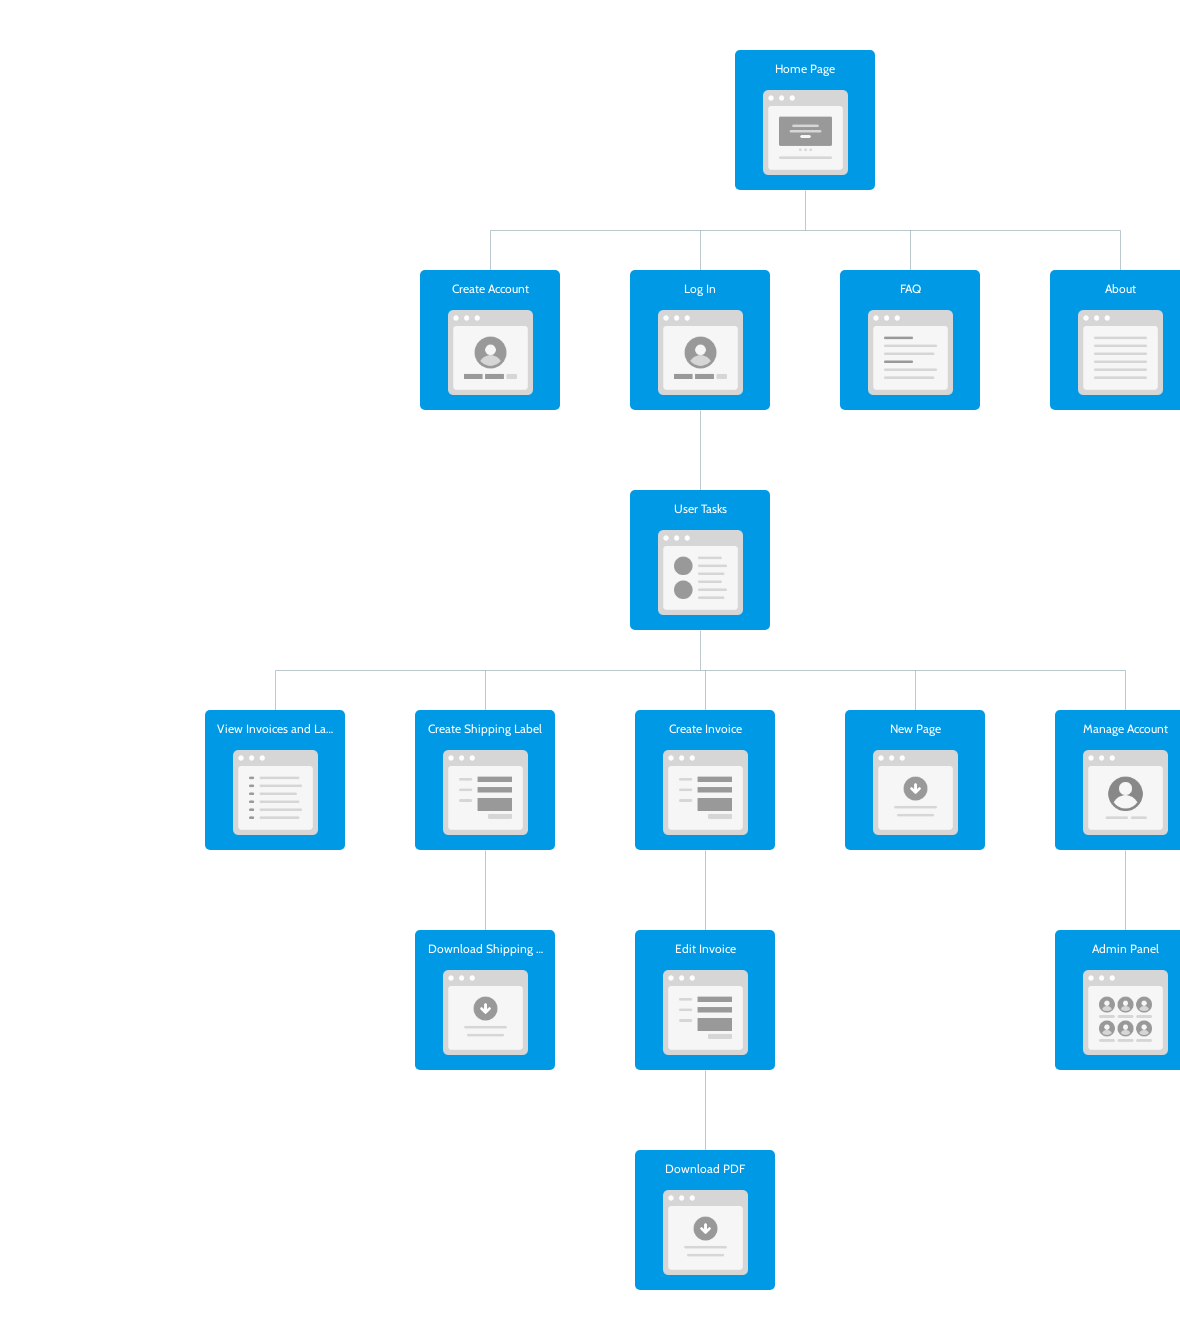 Home Page
Create Account
Log In
FAQ
About
User Tasks
View Invoices and La...
Create Shipping Label
Create Invoice
New Page
Manage Account
Download Shipping ...
Edit Invoice
Admin Panel
Download PDF